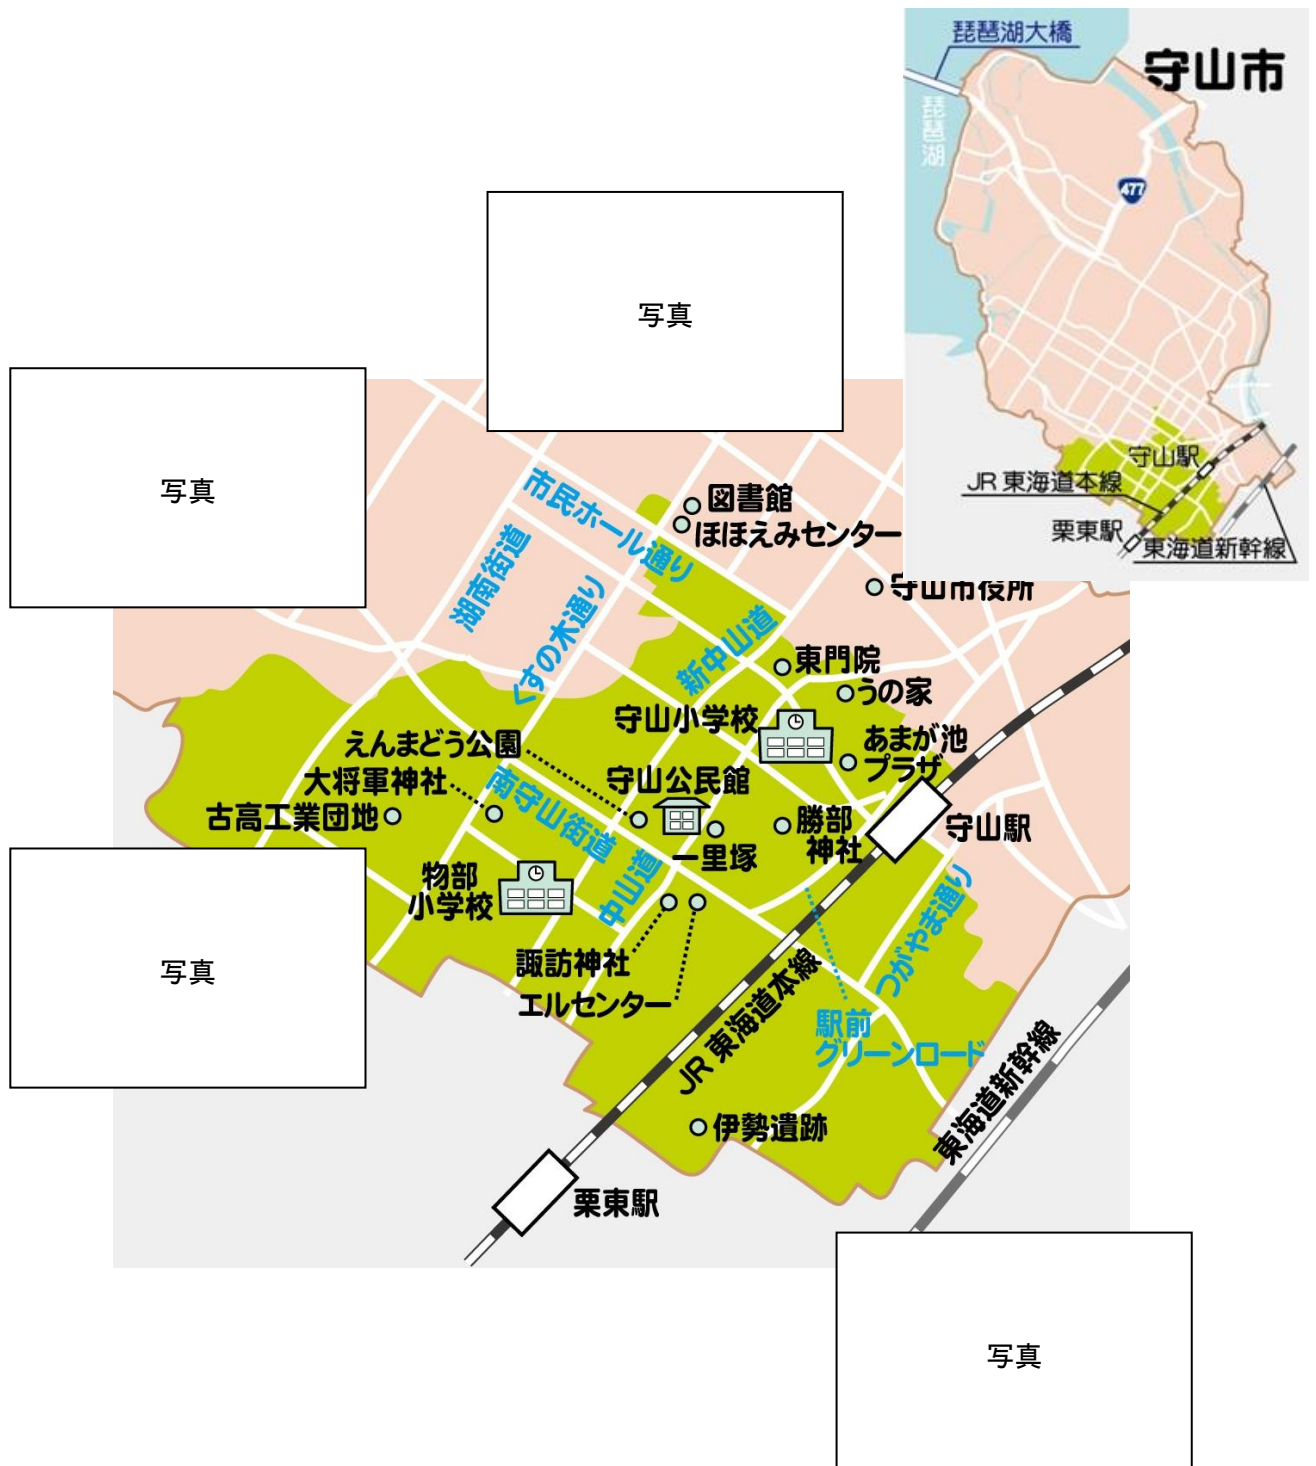 琵琶湖大橋
守山市
琵琶湖
477
守山駅
JR 東海道本線
栗東駅
東海道新幹線
写真
写真
市民ホール通り
図書館
ほほえみセンター
湖南街道
くすの木通り
守山市役所
新中山道
東門院
うの家
守山小学校
えんまどう公園
あまが池
プラザ
大将軍神社
守山公民館
古高工業団地
南守山街道
一里塚
勝部
神社
守山駅
物部
小学校
中山道
つがやま通り
写真
諏訪神社
エルセンター
JR 東海道本線
駅前
グリーンロード
東海道新幹線
伊勢遺跡
栗東駅
写真